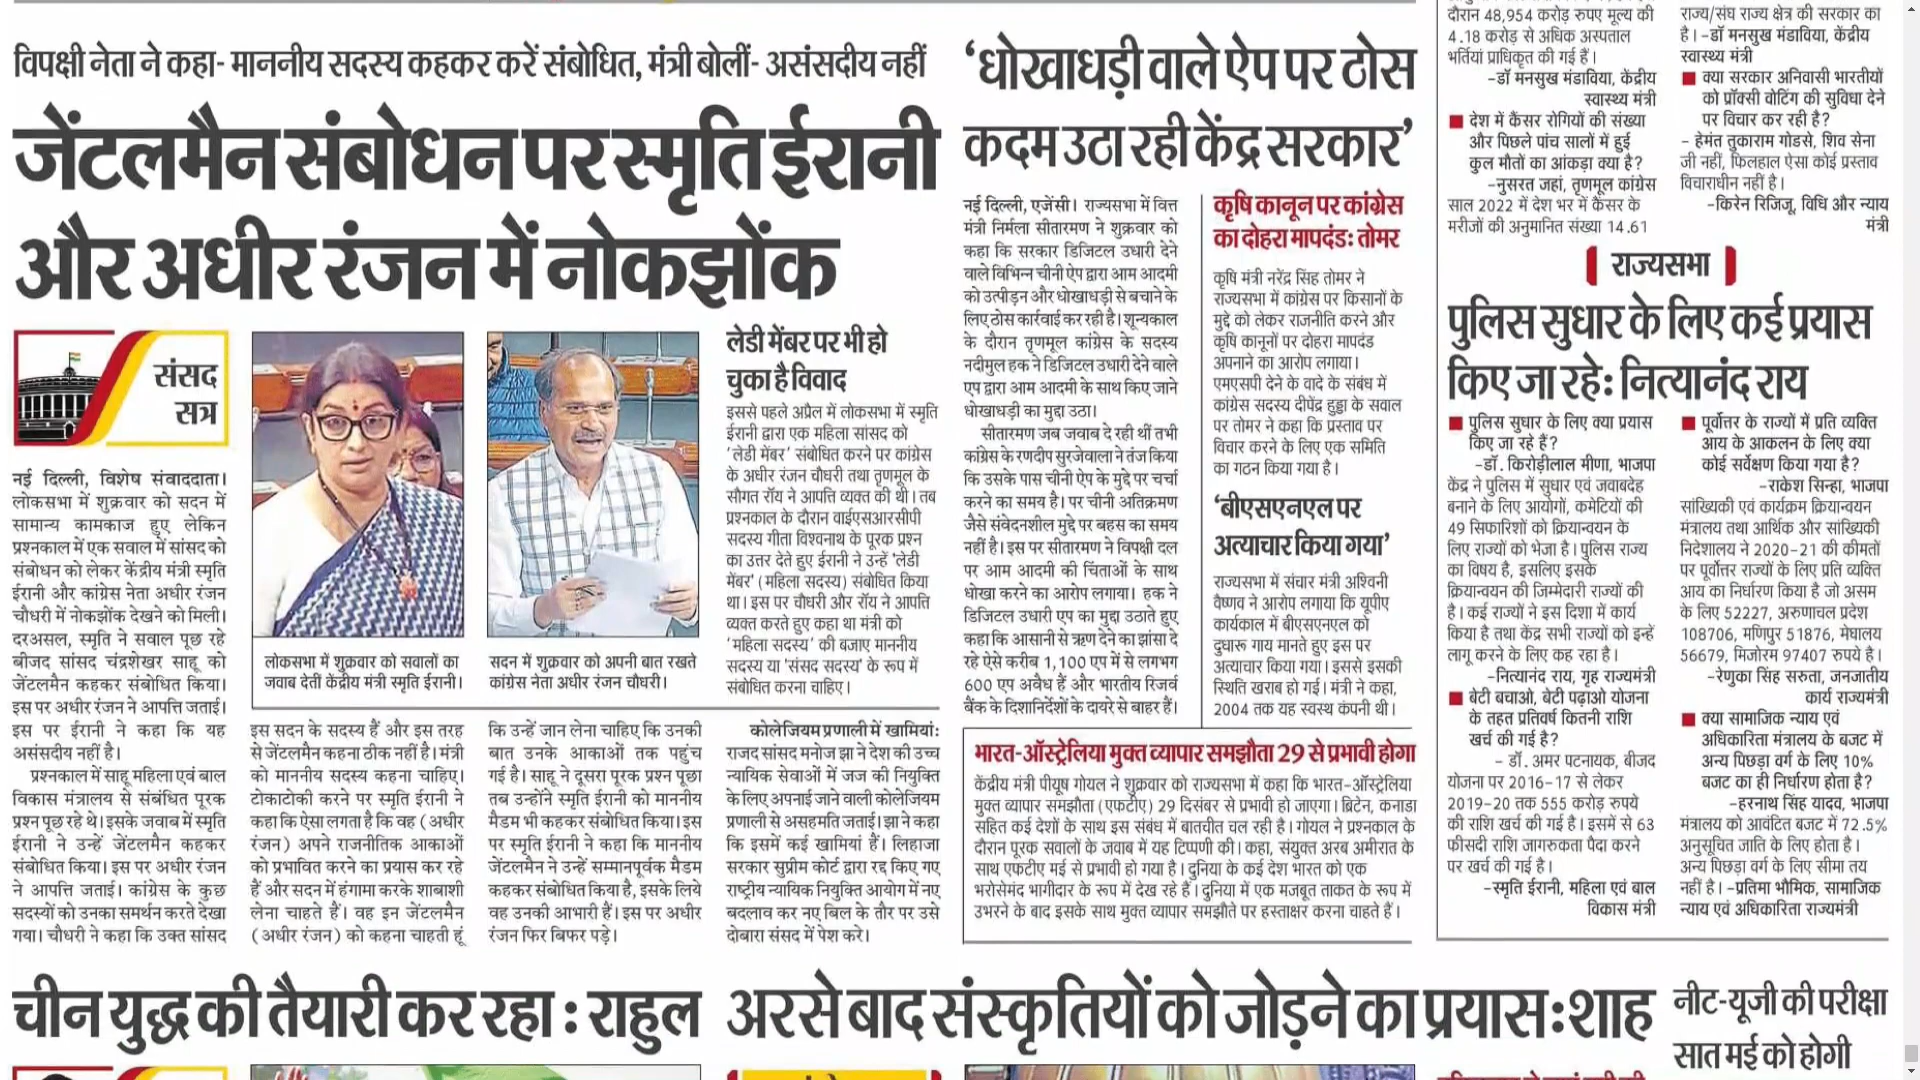 विपक्षी नेता ने कहा- माननीय सदस्य कहकर करें संबोधित, मंत्री बोलीं- असंसदीय नहीं
जेंटलमैन संबोधन पर स्मृति ईरानी
और अधीर रंजन में नोकझोंक
संसद
सत्र
नई दिल्ली, विशेष संवाददाता।
लोकसभा में शुक्रवार को सदन में
सामान्य कामकाज हुए लेकिन
प्रश्नकाल में एक सवाल में सांसद को
संबोधन को लेकर केंद्रीय मंत्री स्मृति
ईरानी और कांग्रेस नेता अधीर रंजन
चौधरी में नोकझोंक देखने को मिली।
दरअसल, स्मृति ने सवाल पूछ रहे
बीजद सांसद चंद्रशेखर साहू को
जेंटलमैन कहकर संबोधित किया।
इस पर अधीर रंजन ने आपत्ति जताई।
इस पर ईरानी ने कहा कि यह
असंसदीय नहीं है।
प्रश्नकाल में साहू महिला एवं बाल
विकास मंत्रालय से संबंधित पूरक
प्रश्न पूछ रहे थे। इसके जवाब में स्मृति
ईरानी ने उन्हें जेंटलमैन कहकर
संबोधित किया। इस पर अधीर रंजन
ने आपत्ति जताई। कांग्रेस के कुछ
सदस्यों को उनका समर्थन करते देखा
गया। चौधरी ने कहा कि उक्त सांसद
लोकसभा में शुक्रवार को सवालों का
जवाब देतीं केंद्रीय मंत्री स्मृति ईरानी।
सदन में शुक्रवार को अपनी बात रखते
कांग्रेस नेता अधीर रंजन चौधरी।
इस सदन के सदस्य हैं और इस तरह
से जेंटलमैन कहना ठीक नहीं है। मंत्री
को माननीय सदस्य कहना चाहिए।
टोकाटोकी करने पर स्मृति ईरानी ने
कहा कि ऐसा लगता है कि वह (अधीर
रंजन) अपने राजनीतिक आकाओं
को प्रभावित करने का प्रयास कर रहे
हैं और सदन में हंगामा करके शाबाशी
लेना चाहते हैं। वह इन जेंटलमैन
(अधीर रंजन) को कहना चाहती हूं
कि उन्हें जान लेना चाहिए कि उनकी
बात उनके आकाओं तक पहुंच
गई है। साहू ने दूसरा पूरक प्रश्न पूछा
तब उन्होंने स्मृति ईरानी को माननीय
मैडम भी कहकर संबोधित किया। इस
पर स्मृति ईरानी ने कहा कि माननीय
जेंटलमैन ने उन्हें सम्मानपूर्वक मैडम
कहकर संबोधित किया है, इसके लिये
वह उनकी आभारी हैं। इस पर अधीर
रंजन फिर बिफर पड़े।
लेडी मेंबर पर भी हो
चुका है विवाद
इससे पहले अप्रैल में लोकसभा में स्मृति
ईरानी द्वारा एक महिला सांसद को
'लेडी मेंबर' संबोधित करने पर कांग्रेस
के अधीर रंजन चौधरी तथा तृणमूल के
सौगत रॉय ने आपत्ति व्यक्त की थी। तब
प्रश्नकाल के दौरान वाईएसआरसीपी
सदस्य गीता विश्वनाथ के पूरक प्रश्न
का उत्तर देते हुए ईरानी ने उन्हें 'लेडी
मेंबर' (महिला सदस्य) संबोधित किया
था। इस पर चौधरी और रॉय ने आपत्ति
व्यक्त करते हुए कहा था मंत्री को
'महिला सदस्य' की बजाए माननीय
सदस्य या 'संसद सदस्य' के रूप में
संबोधित करना चाहिए।
कोलेजियम प्रणाली में खामियां:
राजद सांसद मनोज झा ने देश की उच्च
न्यायिक सेवाओं में जज की नियुक्ति
के लिए अपनाई जाने वाली कोलेजियम
प्रणाली से असहमति जताई। झा ने कहा
कि इसमें कई खामियां हैं। लिहाजा
सरकार सुप्रीम कोर्ट द्वारा रद्द किए गए
राष्ट्रीय न्यायिक नियुक्ति आयोग में नए
बदलाव कर नए बिल के तौर पर उसे
दोबारा संसद में पेश करे।
'धोखाधड़ी वाले ऐप पर ठोस
कदम उठा रही केंद्र सरकार'
नई दिल्ली, एजेंसी। राज्यसभा में वित्त
मंत्री निर्मला सीतारमण ने शुक्रवार को
कहा कि सरकार डिजिटल उधारी देने
वाले विभिन्न चीनी ऐप द्वारा आम आदमी
को उत्पीड़न और धोखाधड़ी से बचाने के
लिए ठोस कार्रवाई कर रही है। शून्यकाल
के दौरान तृणमूल कांग्रेस के सदस्य
नदीमुल हक ने डिजिटल उधारी देने वाले
एप द्वारा आम आदमी के साथ किए जाने
धोखाधड़ी का मुद्दा उठा।
सीतारमण जब जवाब दे रही थीं तभी
कांग्रेस के रणदीप सुरजेवाला ने तंज किया
कि उसके पास चीनी ऐप के मुद्दे पर चर्चा
करने का समय है। पर चीनी अतिक्रमण
जैसे संवेदनशील मुद्दे पर बहस का समय
नहीं है। इस पर सीतारमण ने विपक्षी दल
पर आम आदमी की चिंताओं के साथ
धोखा करने का आरोप लगाया। हक ने
डिजिटल उधारी एप का मुद्दा उठाते हुए
कहा कि आसानी से ऋण देने का झांसा दे
रहे ऐसे करीब 1,100 एप में से लगभग
600 एप अवैध हैं और भारतीय रिजर्व
बैंक के दिशानिर्देशों के दायरे से बाहर हैं।
कृषि कानून पर कांग्रेस
का दोहरा मापदंड: तोमर
कृषि मंत्री नरेंद्र सिंह तोमर ने
राज्यसभा में कांग्रेस पर किसानों के
मुद्दे को लेकर राजनीति करने और
कृषि कानूनों पर दोहरा मापदंड
अपनाने का आरोप लगाया।
एमएसपी देने के वादे के संबंध में
कांग्रेस सदस्य दीपेंद्र हुड्डा के सवाल
पर तोमर ने कहा कि प्रस्ताव पर
विचार करने के लिए एक समिति
का गठन किया गया है।
'बीएसएनएल पर
अत्याचार किया गया'
राज्यसभा में संचार मंत्री अश्विनी
वैष्णव ने आरोप लगाया कि यूपीए
कार्यकाल में बीएसएनएल को
दुधारू गाय मानते हुए इस पर
अत्याचार किया गया। इससे इसकी
स्थिति खराब हो गई। मंत्री ने कहा,
2004 तक यह स्वस्थ कंपनी थी।
भारत-ऑस्ट्रेलिया मुक्त व्यापार समझौता 29 से प्रभावी होगा
केंद्रीय मंत्री पीयूष गोयल ने शुक्रवार को राज्यसभा में कहा कि भारत-ऑस्ट्रेलिया
मुक्त व्यापार समझौता (एफटीए) 29 दिसंबर से प्रभावी हो जाएगा। ब्रिटेन, कनाडा
सहित कई देशों के साथ इस संबंध में बातचीत चल रही है। गोयल ने प्रश्नकाल के
दौरान पूरक सवालों के जवाब में यह टिप्पणी की। कहा, संयुक्त अरब अमीरात के
साथ एफटीए मई से प्रभावी हो गया है। दुनिया के कई देश भारत को एक
भरोसेमंद भागीदार के रूप में देख रहे हैं। दुनिया में एक मजबूत ताकत के रूप में
उभरने के बाद इसके साथ मुक्त व्यापार समझौते पर हस्ताक्षर करना चाहते हैं।
दौरान 48,954 करोड़ रुपए मूल्य की
4.18 करोड़ से अधिक अस्पताल
भर्तियां प्राधिकृत की गई हैं।
-डॉ मनसुख मंडाविया, केंद्रीय
स्वास्थ्य मंत्री
देश में कैंसर रोगियों की संख्या
और पिछले पांच सालों में हुई
कुल मौतों का आंकड़ा क्या है?
-नुसरत जहां, तृणमूल कांग्रेस
साल 2022 में देश भर में कैंसर के
मरीजों की अनुमानित संख्या 14.61
राज्य/संघ राज्य क्षेत्र की सरकार का
है। -डॉ मनसुख मंडाविया, केंद्रीय
स्वास्थ्य मंत्री
क्या सरकार अनिवासी भारतीयों
को प्रॉक्सी वोटिंग की सुविधा देने
पर विचार कर रही है?
- हेमंत तुकाराम गोडसे, शिव सेना
जी नहीं, फिलहाल ऐसा कोई प्रस्ताव
विचाराधीन नहीं है।
-किरेन रिजिजू, विधि और न्याय
मंत्री
राज्यसभा
पुलिस सुधार के लिए कई प्रयास
किए जा रहे: नित्यानंद राय
पुलिस सुधार के लिए क्या प्रयास
किए जा रहे हैं?
-डॉ. किरोड़ीलाल मीणा, भाजपा
केंद्र ने पुलिस में सुधार एवं जवाबदेह
बनाने के लिए आयोगों, कमेटियों की
49 सिफारिशों को क्रियान्वयन के
लिए राज्यों को भेजा है। पुलिस राज्य
का विषय है, इसलिए इसके
क्रियान्वयन की जिम्मेदारी राज्यों की
है। कई राज्यों ने इस दिशा में कार्य
किया है तथा केंद्र सभी राज्यों को इन्हें
लागू करने के लिए कह रहा है।
-नित्यानंद राय, गृह राज्यमंत्री
बेटी बचाओ, बेटी पढ़ाओ योजना
के तहत प्रतिवर्ष कितनी राशि
खर्च की गई है?
- डॉ. अमर पटनायक, बीजद
योजना पर 2016-17 से लेकर
2019-20 तक 555 करोड़ रुपये
की राशि खर्च की गई है। इसमें से 63
फीसदी राशि जागरुकता पैदा करने
पर खर्च की गई है।
-स्मृति ईरानी, महिला एवं बाल
विकास मंत्री
पूर्वोत्तर के राज्यों में प्रति व्यक्ति
आय के आकलन के लिए क्या
कोई सर्वेक्षण किया गया है?
-राकेश सिन्हा, भाजपा
सांख्यिकी एवं कार्यक्रम क्रियान्वयन
मंत्रालय तथा आर्थिक और सांख्यिकी
निदेशालय ने 2020-21 की कीमतों
पर पूर्वोत्तर राज्यों के लिए प्रति व्यक्ति
आय का निर्धारण किया है जो असम
के लिए 52227, अरुणाचल प्रदेश
108706, मणिपुर 51876, मेघालय
56679, मिजोरम 97407 रुपये है।
-रेणुका सिंह सरुता, जनजातीय
कार्य राज्यमंत्री
क्या सामाजिक न्याय एवं
अधिकारिता मंत्रालय के बजट में
अन्य पिछड़ा वर्ग के लिए 10%
बजट का ही निर्धारण होता है?
-हरनाथ सिंह यादव, भाजपा
मंत्रालय को आवंटित बजट में 72.5%
अनुसूचित जाति के लिए होता है।
अन्य पिछड़ा वर्ग के लिए सीमा तय
नहीं है। -प्रतिमा भौमिक, सामाजिक
न्याय एवं अधिकारिता राज्यमंत्री
चीन युद्ध की तैयारी कर रहा : राहुल
अरसे बाद संस्कृतियों को जोड़ने का प्रयास: शाह
नीट-यूजी की परीक्षा
सात मई को होगी